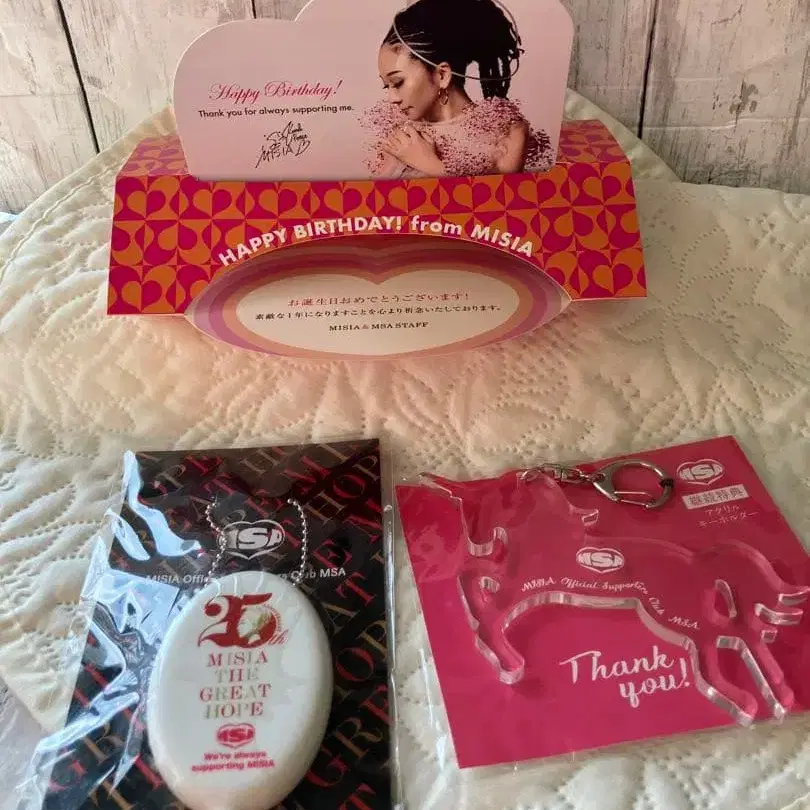 Happy Birthday!
Thank you for always supporting me.
MISIA
HAPPY BIRTHDAY! from MISIA
お誕生日おめでとうございます!
素敵な1年になりますことを心より祈念いたしております。
MISIA & MSA STAFF
MSA
MISIA Offici
Club MSA
25th
MISIA
THE
GREAT
HOPE
MSA
We're always
supporting MISIA
MSA
継続特典
アクリル
キーホルダー
MSA
MISIA Official Supporters Club MSA
Thank
you!